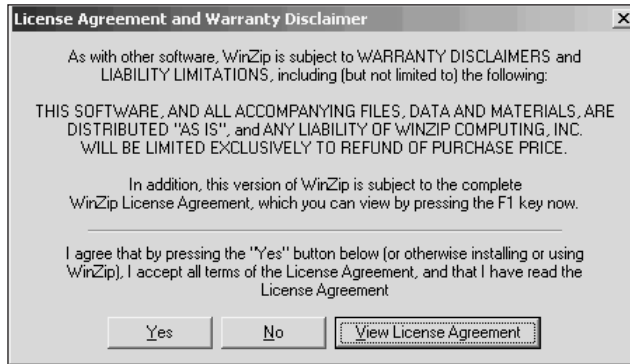 License Agreement and Warranty Disclaimer
As with other software, WinZip is subject to WARRANTY DISCLAIMERS and
LIABILITY LIMITATIONS, including (but not limited to) the following:
THIS SOFTWARE, AND ALL ACCOMPANYING FILES, DATA AND MATERIALS, ARE
DISTRIBUTED "AS IS", and ANY LIABILITY OF WINZIP COMPUTING, INC.
WILL BE LIMITED EXCLUSIVELY TO REFUND OF PURCHASE PRICE.
In addition, this version of WinZip is subject to the complete
WinZip License Agreement, which you can view by pressing the F1 key now.
I agree that by pressing the "Yes" button below (or otherwise installing or using
WinZip), I accept all terms of the License Agreement, and that I have read the
License Agreement
Yes No View License Agreement